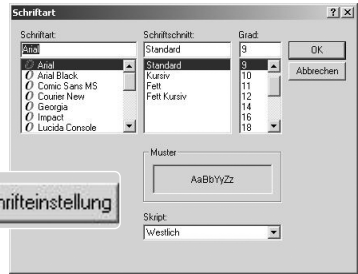 Schriftart
Schriftart: Schriftschnitt: Grad:
Arial Standard 9 OK
Arial Standard 9 Abbrechen
Arial Black Kursiv 10
Comic Sans MS Fett 11
Courier New Fett Kursiv 12
Georgia 14
Impact 16
Lucida Console 18
Muster
AaBbYyZz
hrifteinstellung
Skript:
Westlich